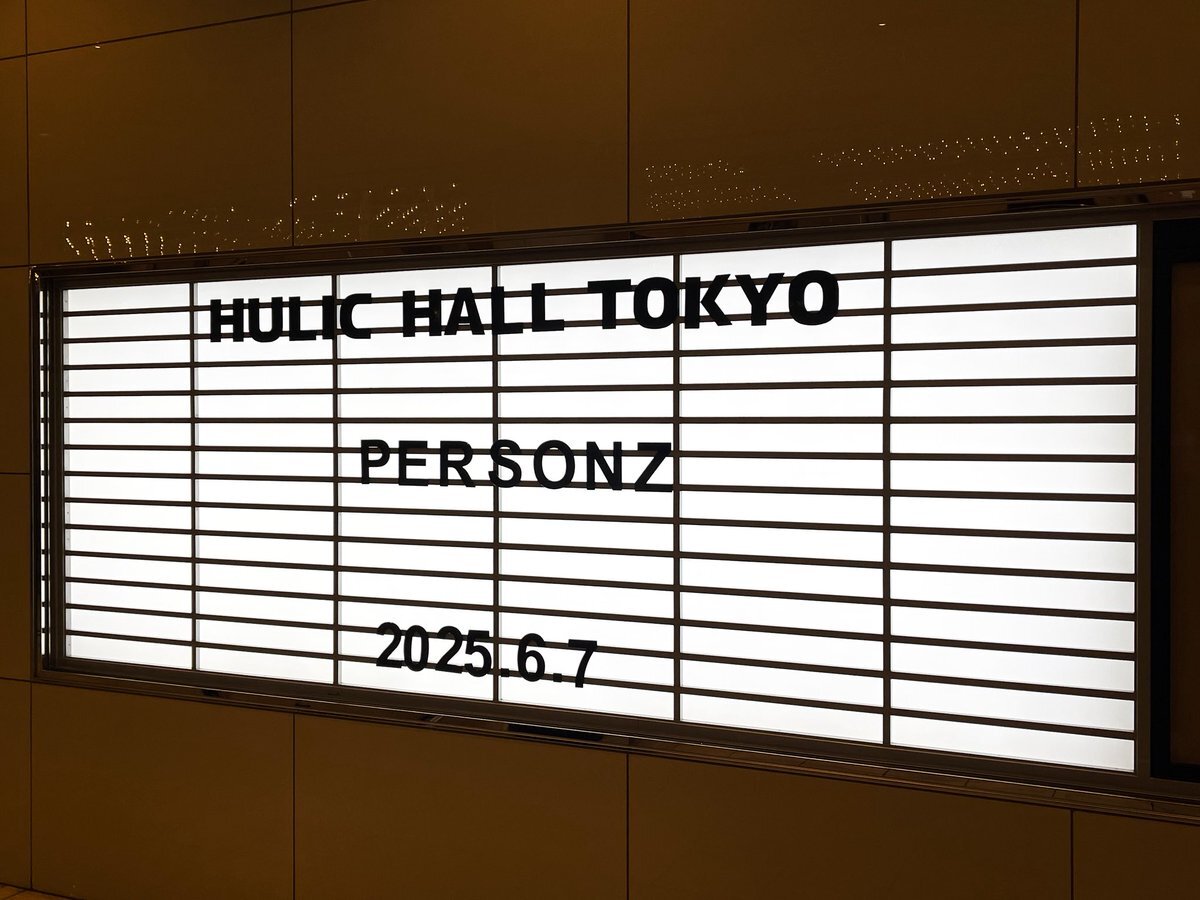 HULIC HALL TOKYO
PERSONZ
2025.6.7